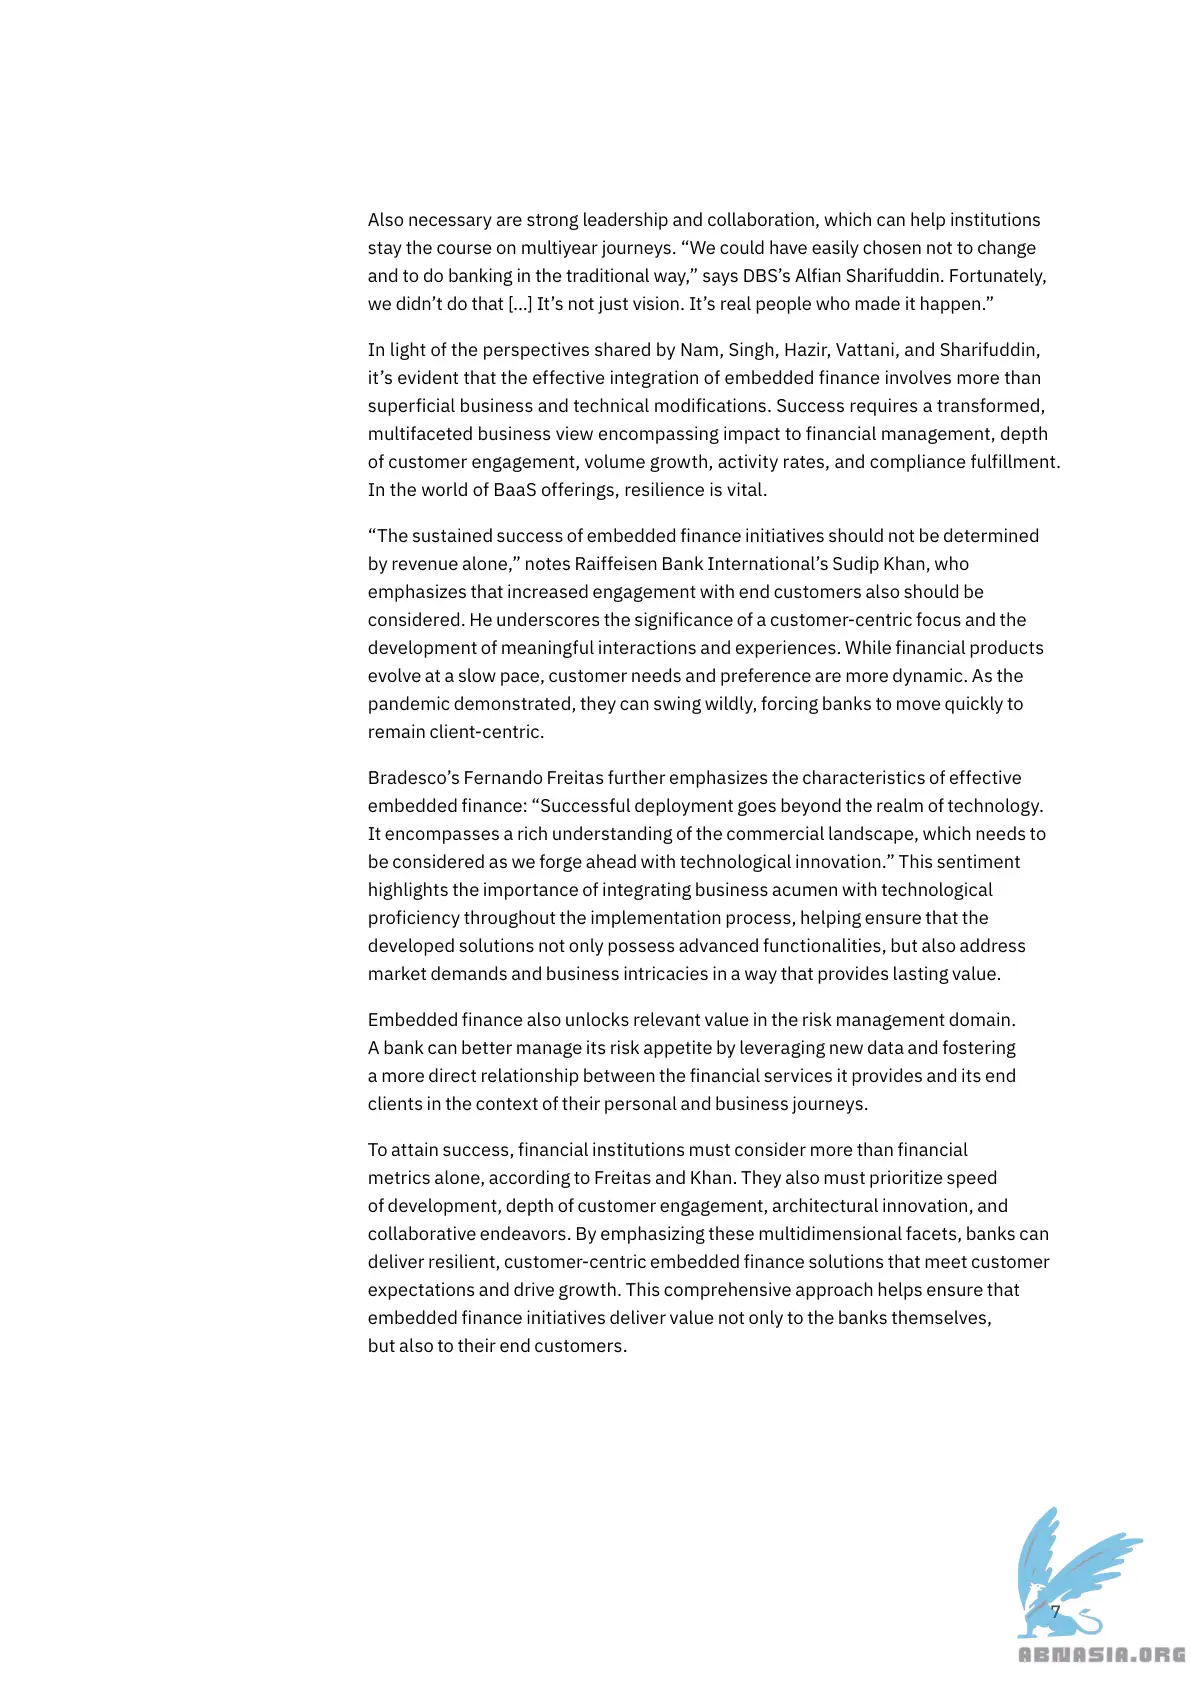 Also necessary are strong leadership and collaboration, which can help institutions
stay the course on multiyear journeys. “We could have easily chosen not to change
and to do banking in the traditional way,” says DBS’s Alfian Sharifuddin. Fortunately,
we didn’t do that [...] It’s not just vision. It’s real people who made it happen.”
In light of the perspectives shared by Nam, Singh, Hazir, Vattani, and Sharifuddin,
it’s evident that the effective integration of embedded finance involves more than
superficial business and technical modifications. Success requires a transformed,
multifaceted business view encompassing impact to financial management, depth
of customer engagement, volume growth, activity rates, and compliance fulfillment.
In the world of BaaS offerings, resilience is vital.
“The sustained success of embedded finance initiatives should not be determined
by revenue alone,” notes Raiffeisen Bank International’s Sudip Khan, who
emphasizes that increased engagement with end customers also should be
considered. He underscores the significance of a customer-centric focus and the
development of meaningful interactions and experiences. While financial products
evolve at a slow pace, customer needs and preference are more dynamic. As the
pandemic demonstrated, they can swing wildly, forcing banks to move quickly to
remain client-centric.
Bradesco’s Fernando Freitas further emphasizes the characteristics of effective
embedded finance: “Successful deployment goes beyond the realm of technology.
It encompasses a rich understanding of the commercial landscape, which needs to
be considered as we forge ahead with technological innovation.” This sentiment
highlights the importance of integrating business acumen with technological
proficiency throughout the implementation process, helping ensure that the
developed solutions not only possess advanced functionalities, but also address
market demands and business intricacies in a way that provides lasting value.
Embedded finance also unlocks relevant value in the risk management domain.
A bank can better manage its risk appetite by leveraging new data and fostering
a more direct relationship between the financial services it provides and its end
clients in the context of their personal and business journeys.
To attain success, financial institutions must consider more than financial
metrics alone, according to Freitas and Khan. They also must prioritize speed
of development, depth of customer engagement, architectural innovation, and
collaborative endeavors. By emphasizing these multidimensional facets, banks can
deliver resilient, customer-centric embedded finance solutions that meet customer
expectations and drive growth. This comprehensive approach helps ensure that
embedded finance initiatives deliver value not only to the banks themselves,
but also to their end customers.
7
ABNASIA.ORG